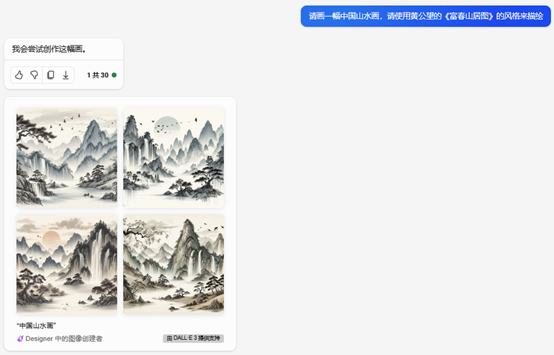 请画一幅中国山水画，请使用黄公望的《富春山居图》的风格来描绘
我会尝试创作这幅画。
1 共 30
“中国山水画”
Designer 中的图像创建者
由 DALL·E 3 提供支持